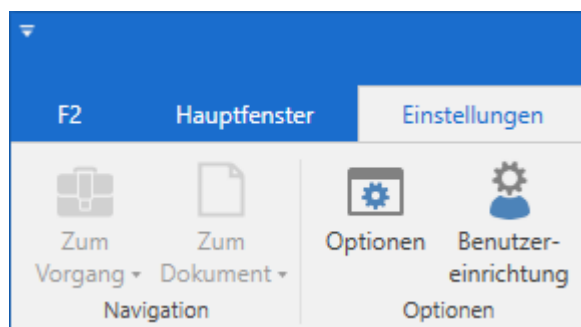 F2 Hauptfenster Einstellungen
Zum Zum Optionen Benutzer-
Vorgang Dokument einrichtung
Navigation Optionen